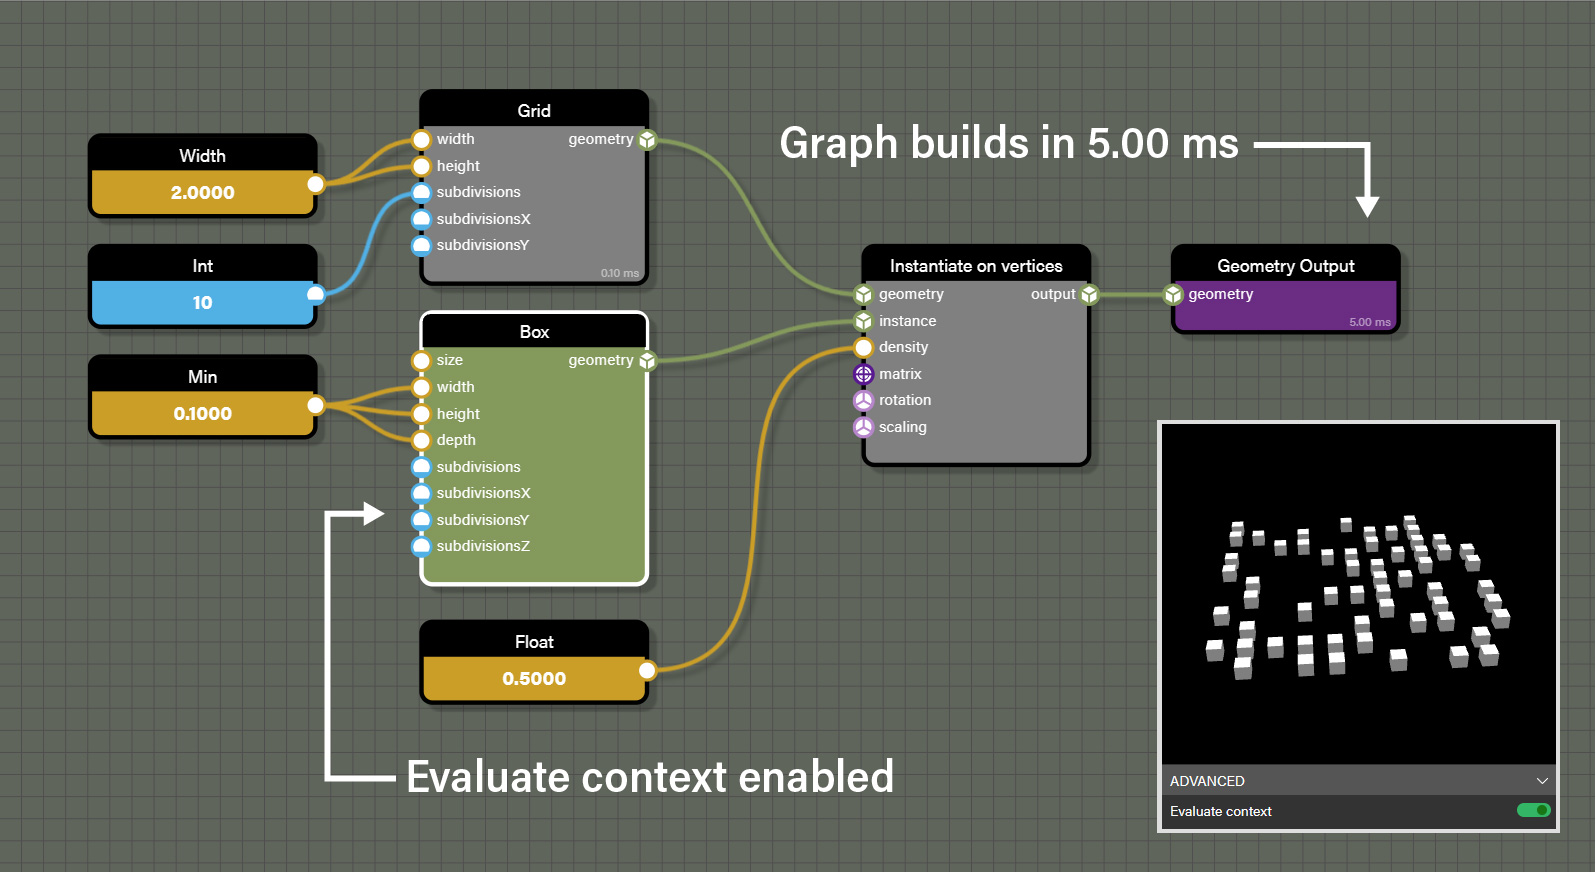 Grid
width geometry
height
subdivisions
subdivisionsX
subdivisionsY
0.10 ms
Width
2.0000
Int
10
Min
0.1000
Box
size geometry
width
height
depth
subdivisions
subdivisionsX
subdivisionsY
subdivisionsZ
Float
0.5000
Evaluate context enabled
Graph builds in 5.00 ms
Instantiate on vertices
geometry output
instance
density
matrix
rotation
scaling
Geometry Output
geometry
5.00 ms
ADVANCED
Evaluate context